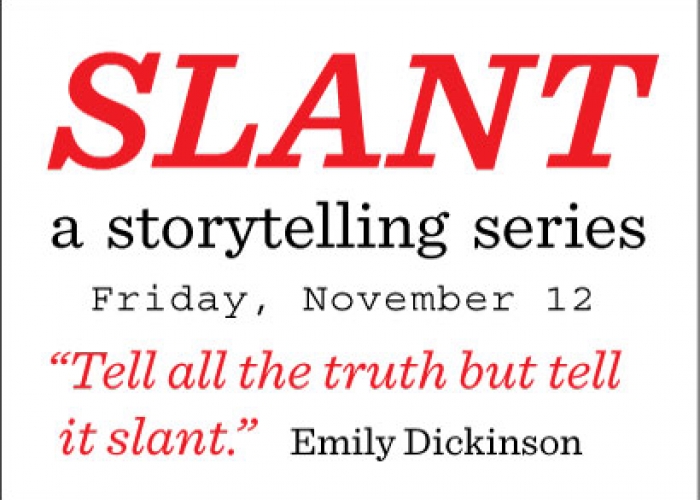 SLANT
a storytelling series
Friday, November 12
“Tell all the truth but tell
it slant.” Emily Dickinson